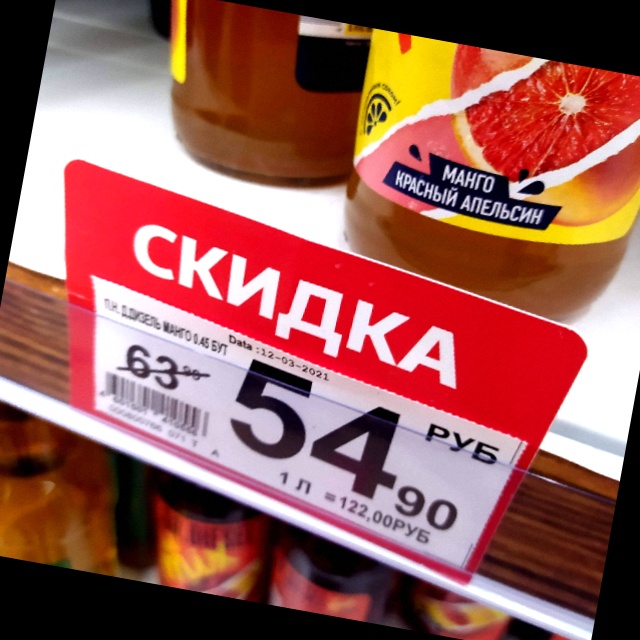 МАНГО
КРАСНЫЙ АПЕЛЬСИН
СКИДКА
П.Н. Д.ДИЗЕЛЬ МАНГО 0.45 БУТ
Data :12-03-2021
63
54 90
РУБ
1 Л =122,00РУБ